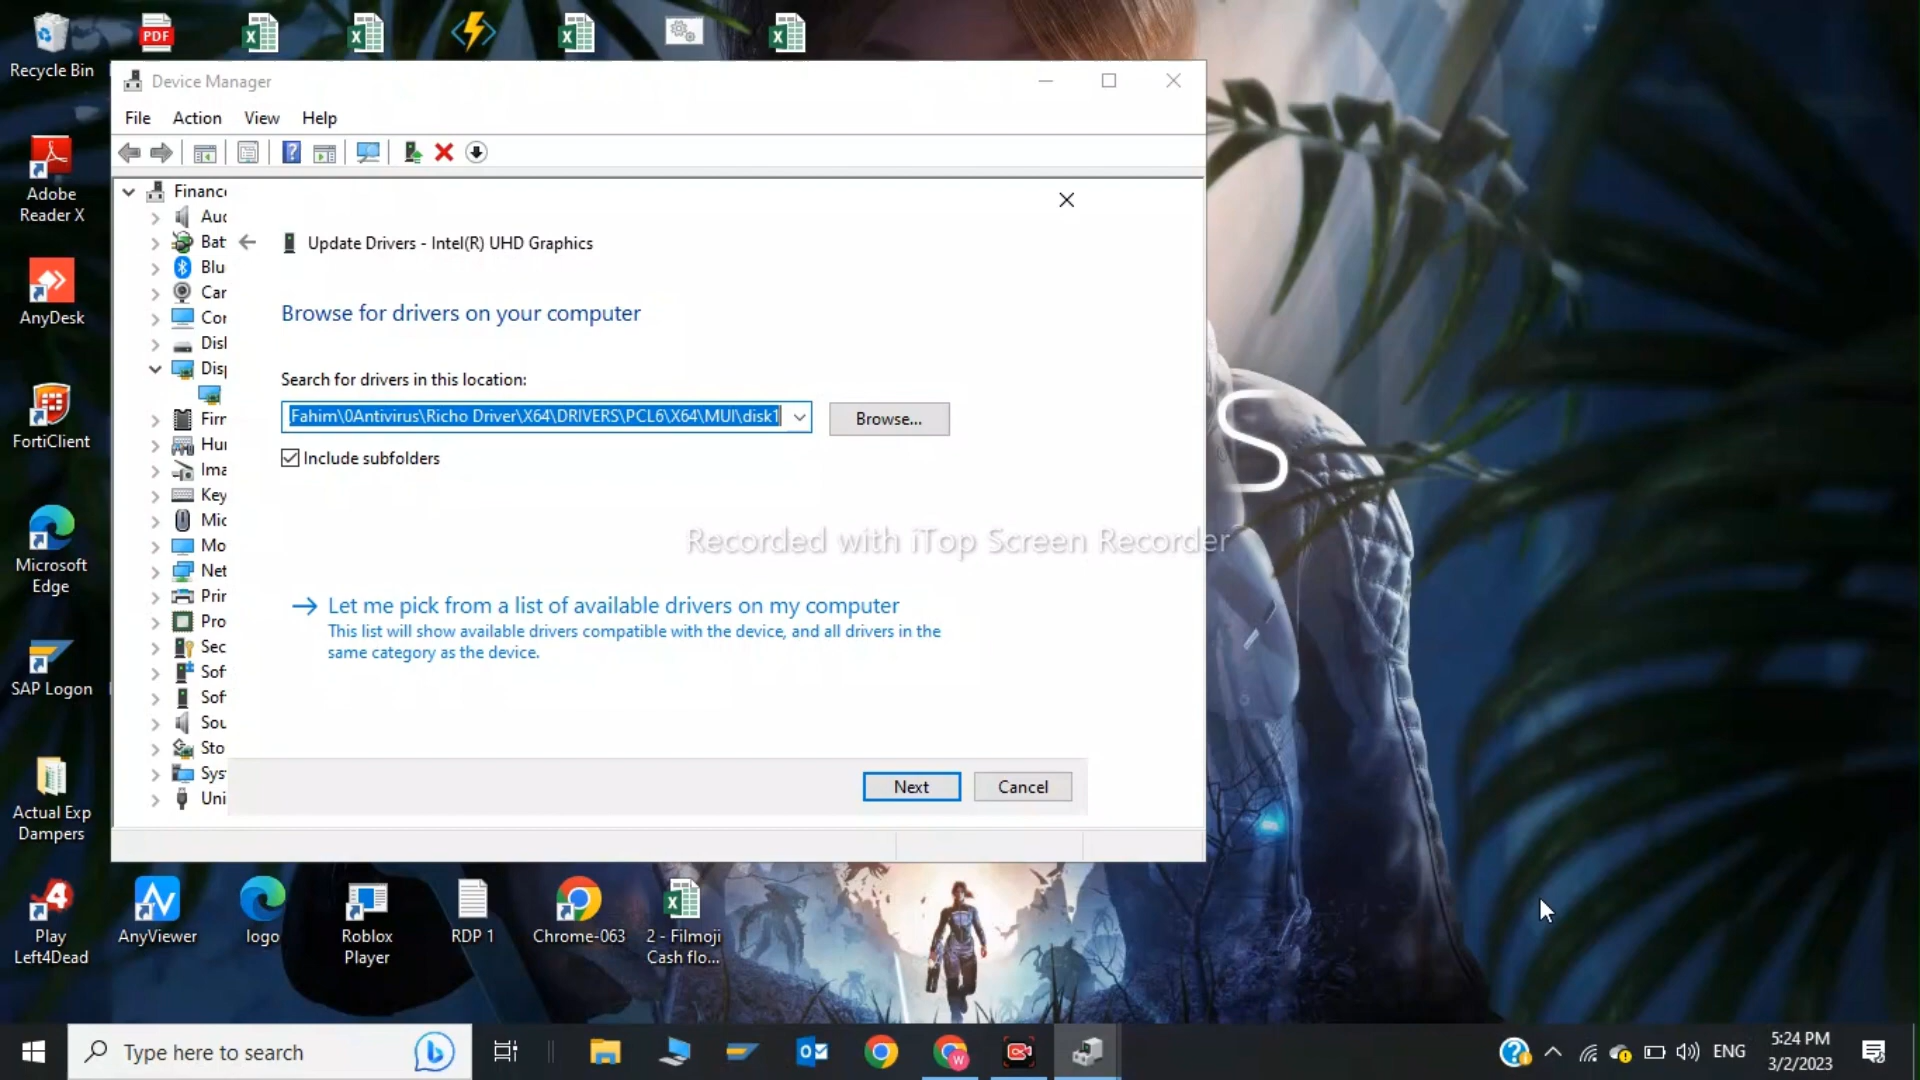 Recycle Bin
PDF
Device Manager
File Action View Help
Adobe
Reader X
AnyDesk
FortiClient
Microsoft
Edge
SAP Logon
Actual Exp
Dampers
Financ
Aud
Bat
Blu
Car
Cor
Disl
Disp
Firr
Hur
Ima
Key
Mic
Mo
Net
Prir
Pro
Sec
Sof
Sof
Sou
Sto
Sys
Uni
Update Drivers - Intel(R) UHD Graphics
Browse for drivers on your computer
Search for drivers in this location:
Fahim\0Antivirus\Richo Driver\X64\DRIVERS\PCL6\X64\MUI\disk1
Browse...
Include subfolders
S
Recorded with iTop Screen Recorder
Let me pick from a list of available drivers on my computer
This list will show available drivers compatible with the device, and all drivers in the
same category as the device.
Next Cancel
Play
Left4Dead
AnyViewer
logo
Roblox
Player
RDP 1
Chrome-063
2 - Filmoji
Cash flo...
Type here to search
ENG
5:24 PM
3/2/2023